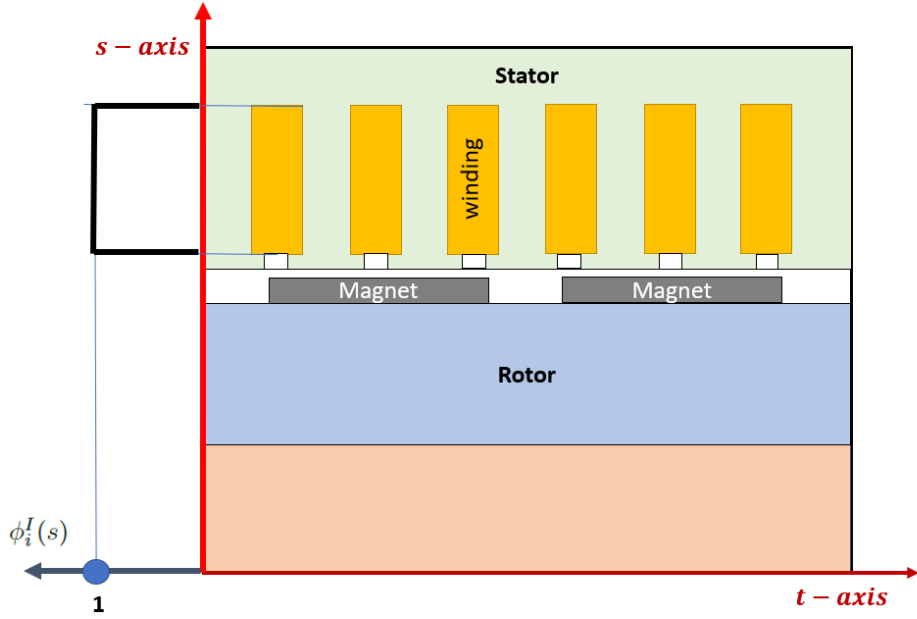 s − axis
Stator
winding
Magnet Magnet
Rotor
ϕ_i^I(s)
1
t − axis